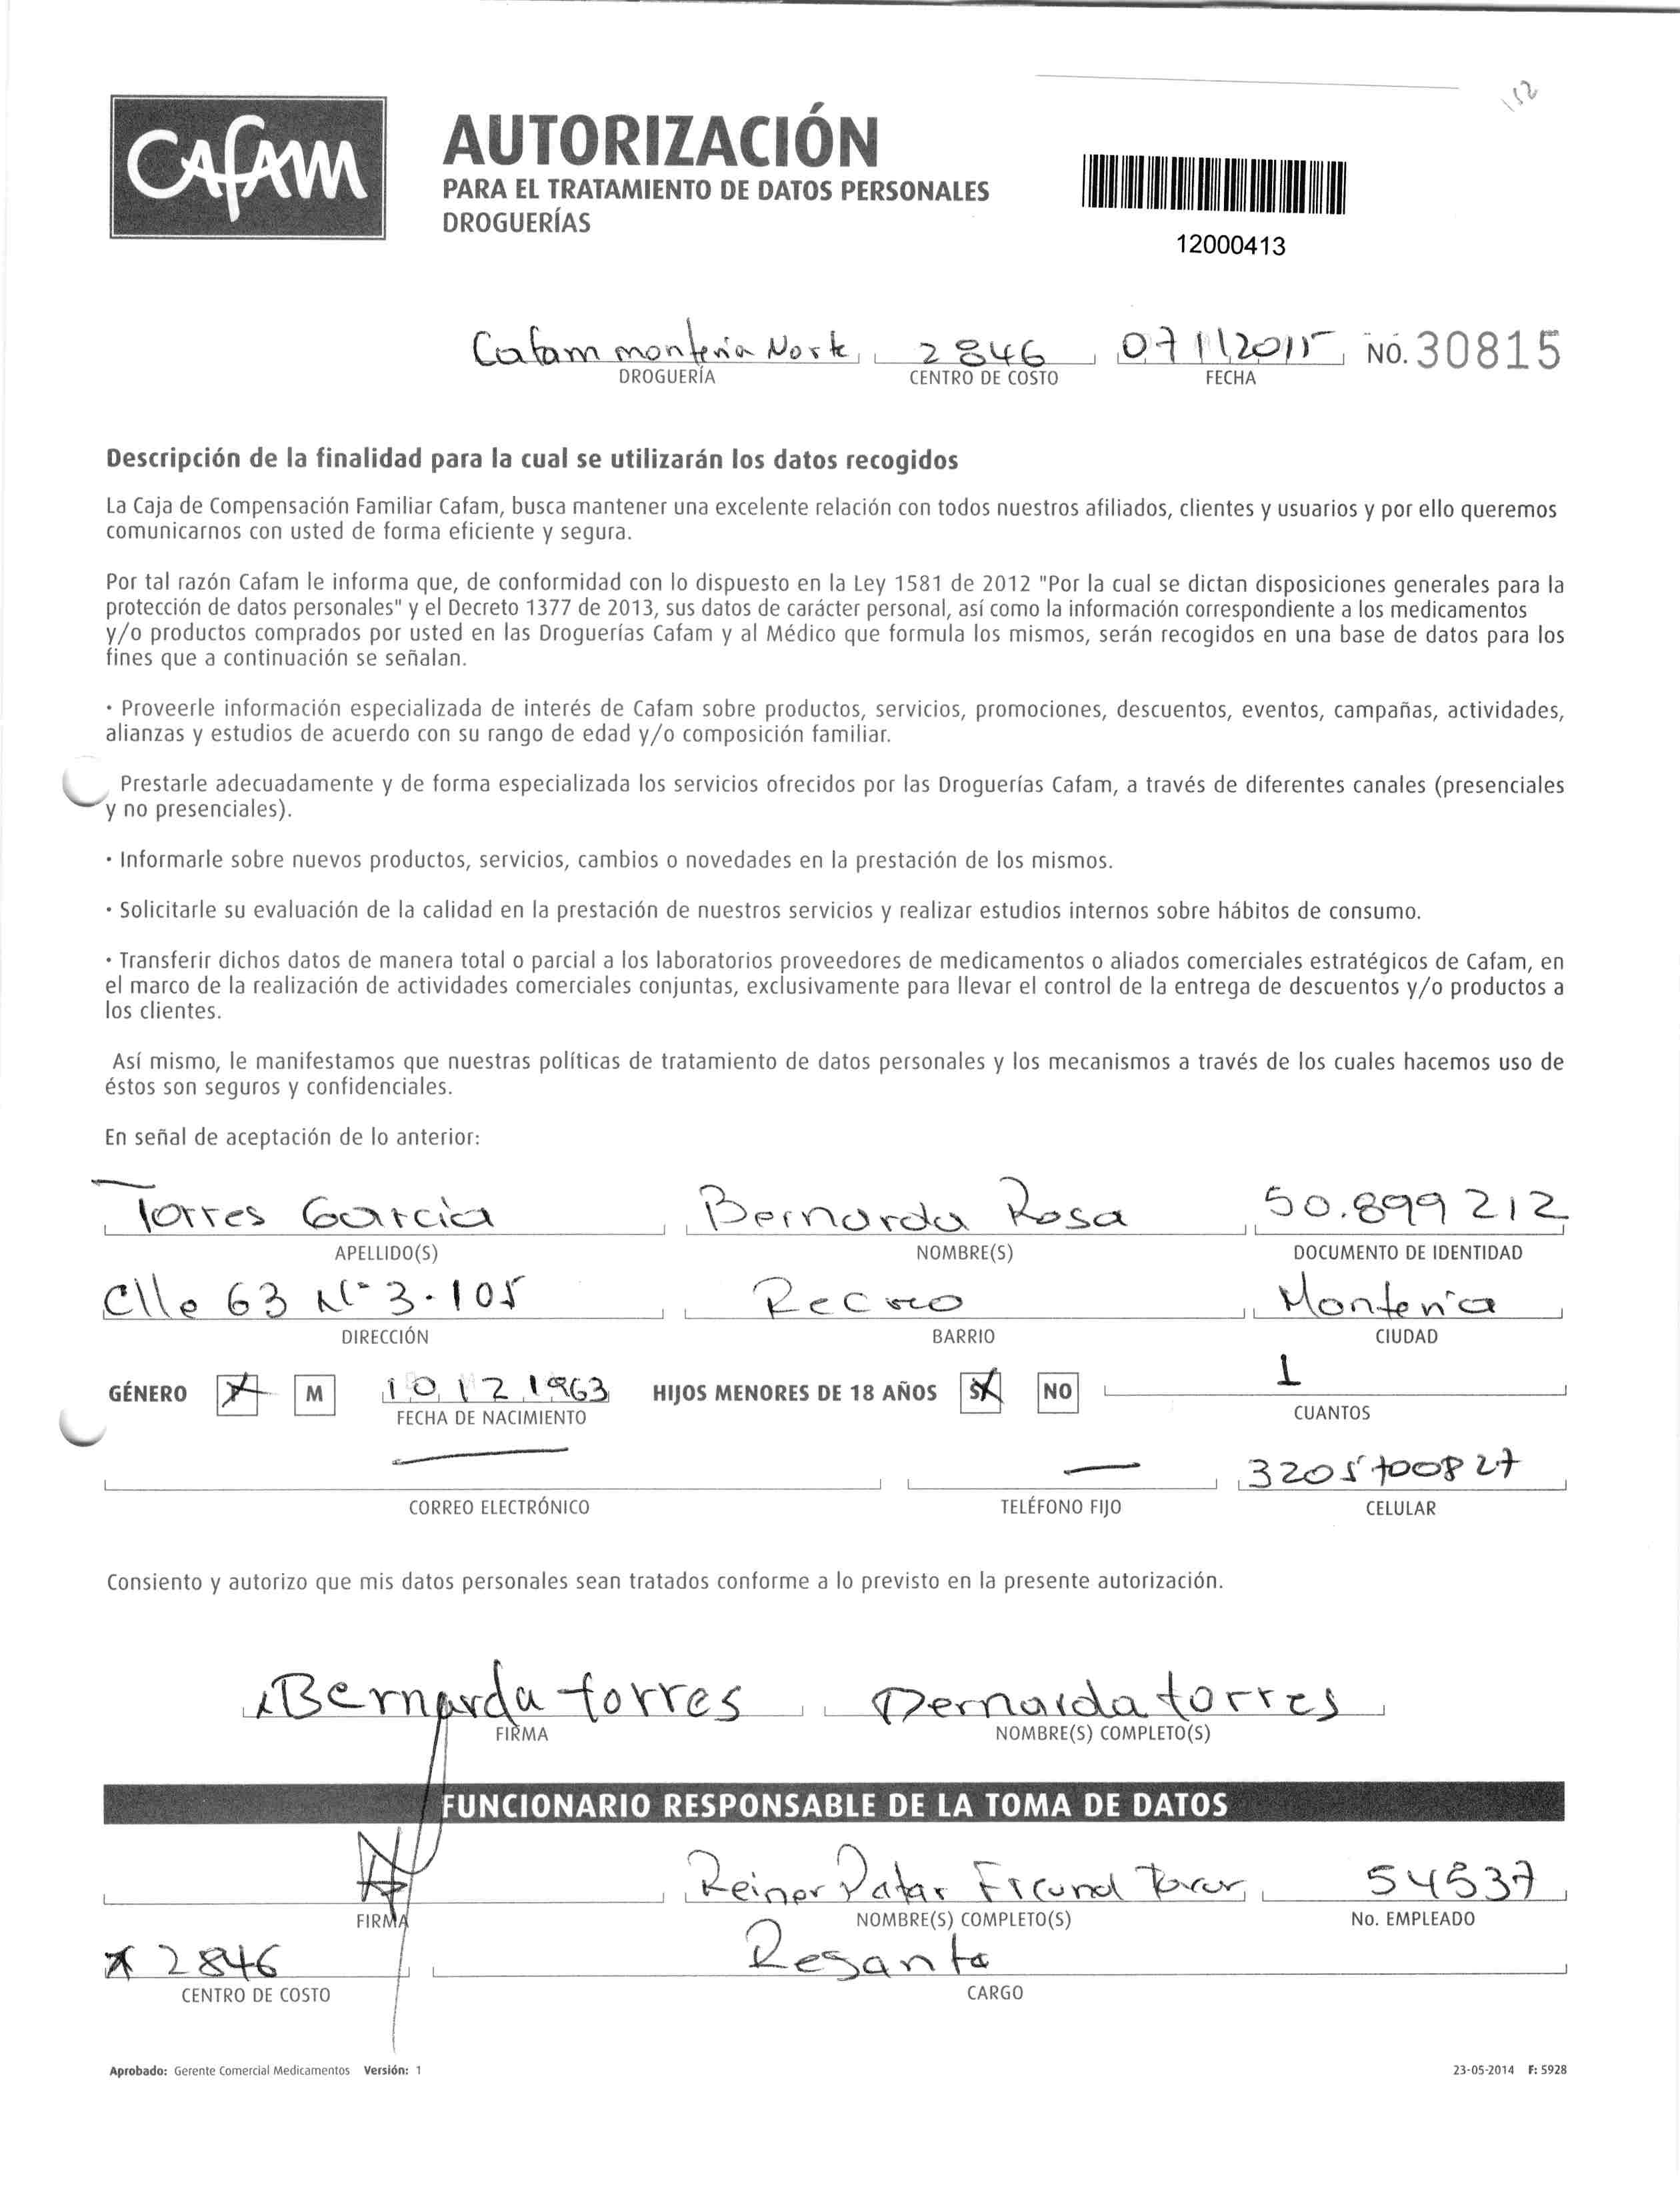 152
CAfAM
AUTORIZACIÓN
PARA EL TRATAMIENTO DE DATOS PERSONALES
DROGUERÍAS
12000413
Cafam monteria Norte 2846 07 11 2015 NO. 30815
DROGUERÍA CENTRO DE COSTO FECHA
Descripción de la finalidad para la cual se utilizarán los datos recogidos
La Caja de Compensación Familiar Cafam, busca mantener una excelente relación con todos nuestros afiliados, clientes y usuarios y por ello queremos
comunicarnos con usted de forma eficiente y segura.
Por tal razón Cafam le informa que, de conformidad con lo dispuesto en la Ley 1581 de 2012 "Por la cual se dictan disposiciones generales para la
protección de datos personales" y el Decreto 1377 de 2013, sus datos de carácter personal, así como la información correspondiente a los medicamentos
y/o productos comprados por usted en las Droguerías Cafam y al Médico que formula los mismos, serán recogidos en una base de datos para los
fines que a continuación se señalan.
· Proveerle información especializada de interés de Cafam sobre productos, servicios, promociones, descuentos, eventos, campañas, actividades,
alianzas y estudios de acuerdo con su rango de edad y/o composición familiar.
Prestarle adecuadamente y de forma especializada los servicios ofrecidos por las Droguerías Cafam, a través de diferentes canales (presenciales
y no presenciales).
· Informarle sobre nuevos productos, servicios, cambios o novedades en la prestación de los mismos.
· Solicitarle su evaluación de la calidad en la prestación de nuestros servicios y realizar estudios internos sobre hábitos de consumo.
· Transferir dichos datos de manera total o parcial a los laboratorios proveedores de medicamentos o aliados comerciales estratégicos de Cafam, en
el marco de la realización de actividades comerciales conjuntas, exclusivamente para llevar el control de la entrega de descuentos y/o productos a
los clientes.
Así mismo, le manifestamos que nuestras políticas de tratamiento de datos personales y los mecanismos a través de los cuales hacemos uso de
éstos son seguros y confidenciales.
En señal de aceptación de lo anterior:
Torres Garcia Bernarda Rosa 50.899 212
APELLIDO(S) NOMBRE(S) DOCUMENTO DE IDENTIDAD
Clle 63 N° 3-105 Recreo Monteria
DIRECCIÓN BARRIO CIUDAD
GÉNERO X M 10 12 1963 HIJOS MENORES DE 18 AÑOS SI X NO 1
FECHA DE NACIMIENTO CUANTOS
— — 3205700827
CORREO ELECTRÓNICO TELÉFONO FIJO CELULAR
Consiento y autorizo que mis datos personales sean tratados conforme a lo previsto en la presente autorización.
Bernarda torres Bernarda torres
FIRMA NOMBRE(S) COMPLETO(S)
FUNCIONARIO RESPONSABLE DE LA TOMA DE DATOS
Reiner 54537
FIRMA NOMBRE(S) COMPLETO(S) No. EMPLEADO
2846
CENTRO DE COSTO CARGO
Aprobado: Gerente Comercial Medicamentos Versión: 1 23-05-2014 F: 5928